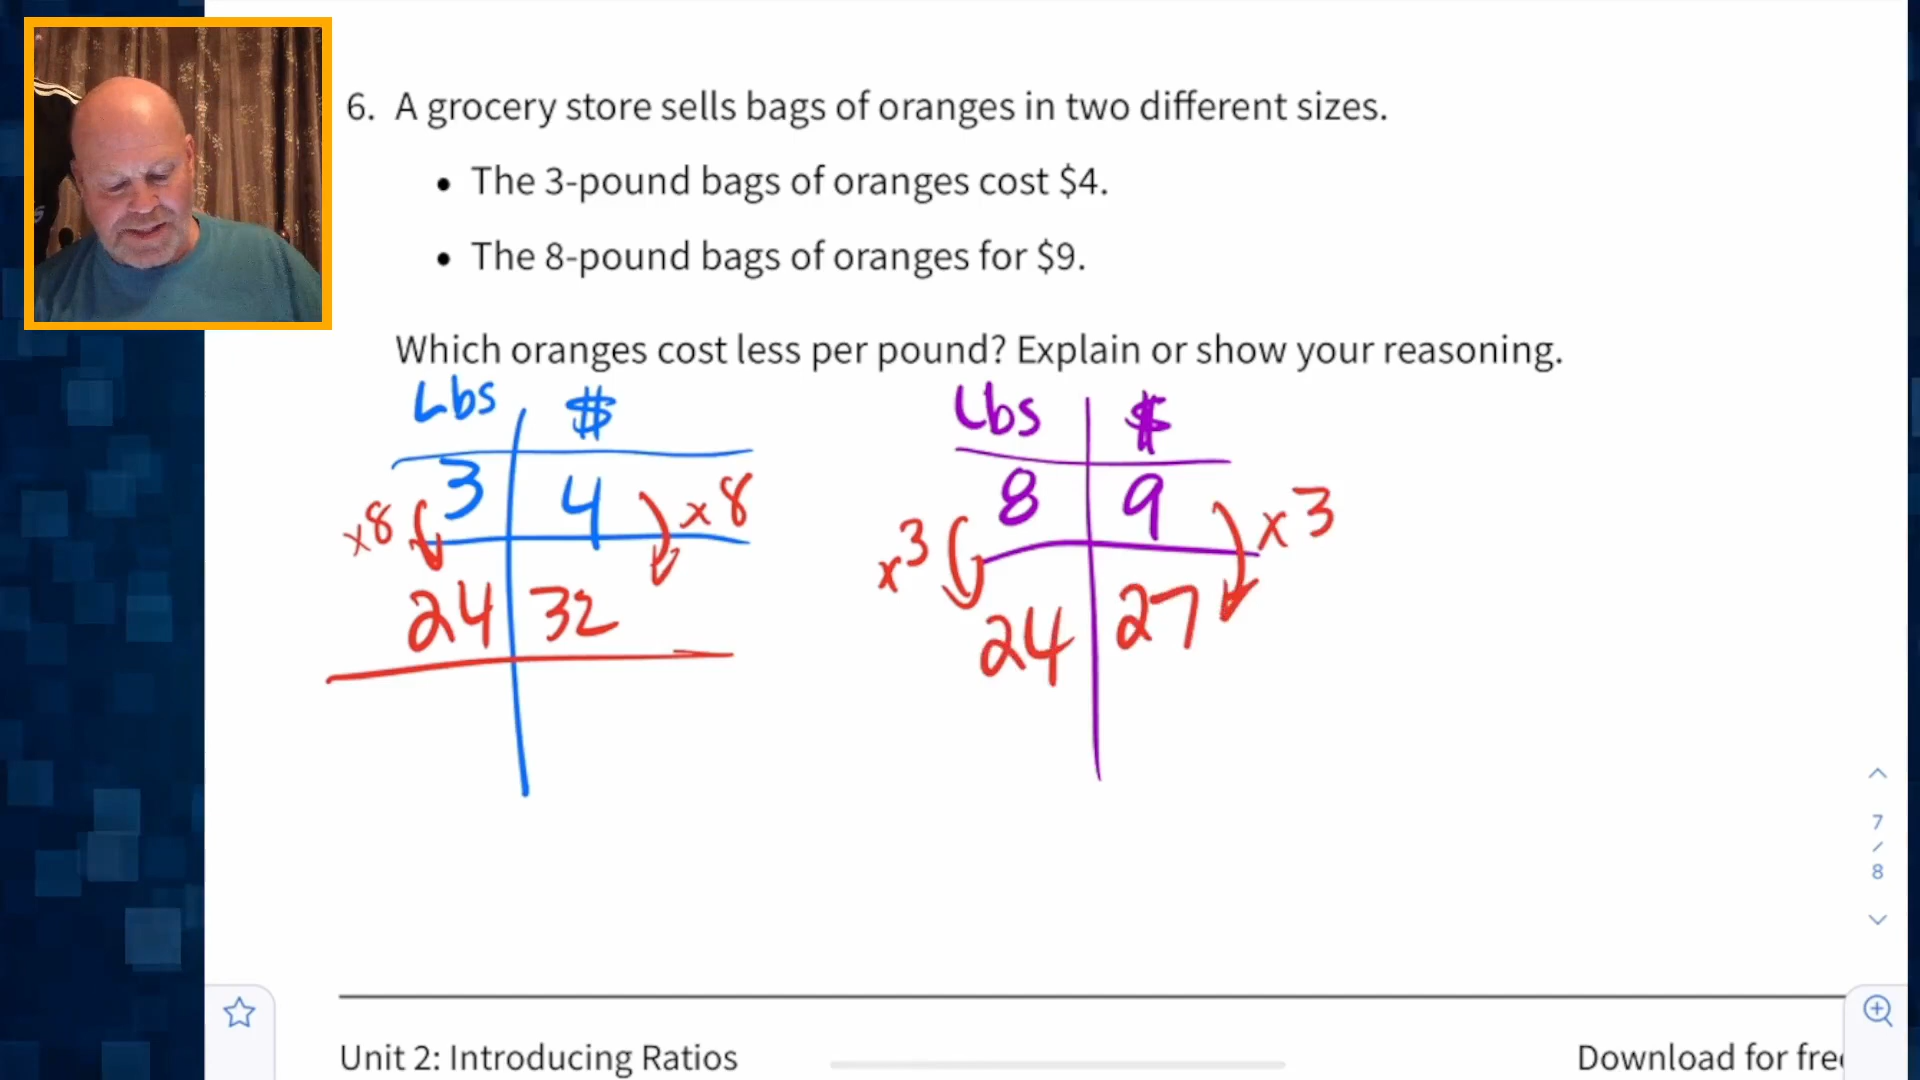 6. A grocery store sells bags of oranges in two different sizes.
• The 3-pound bags of oranges cost $4.
• The 8-pound bags of oranges for $9.
Which oranges cost less per pound? Explain or show your reasoning.
Lbs $
3 4
x8 x8
24 32
Lbs $
8 9
x3 x3
24 27
7
/
8
Unit 2: Introducing Ratios
Download for free